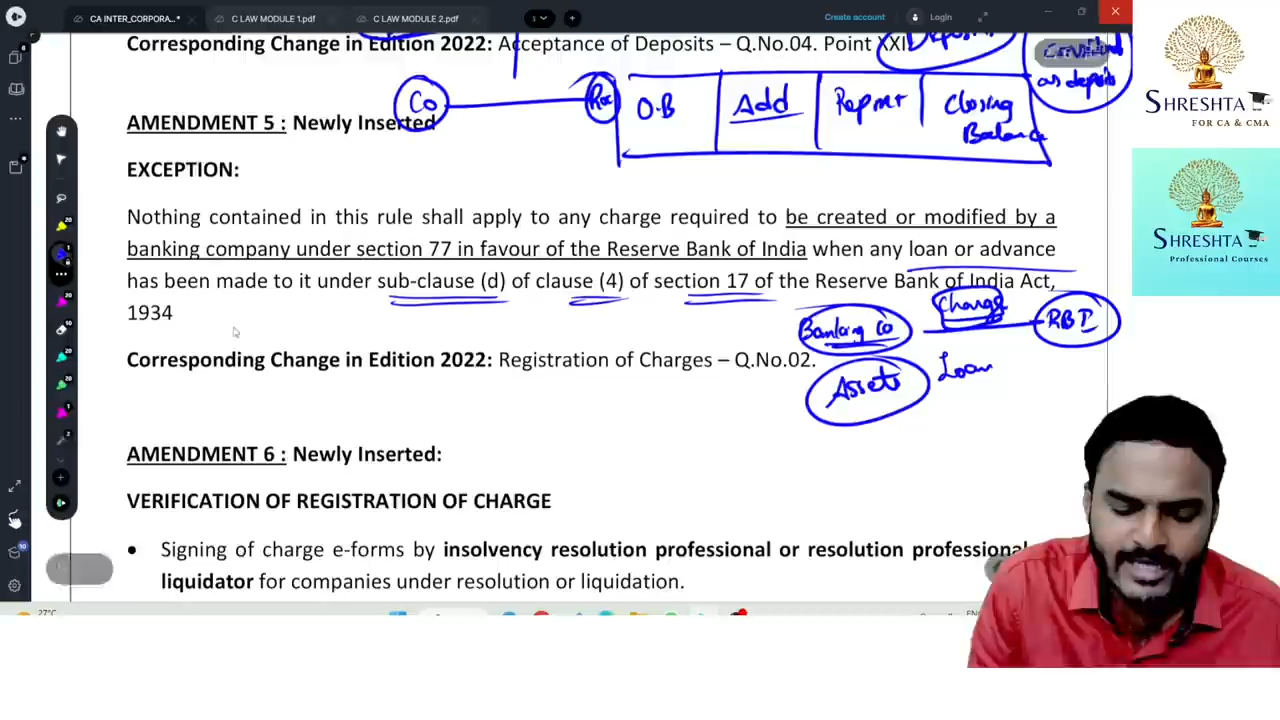 CA INTER_CORPORA...*
C LAW MODULE 1.pdf
C LAW MODULE 2.pdf
Create account
Login
Corresponding Change in Edition 2022: Acceptance of Deposits – Q.No.04. Point XXI.
Deposit
as deposits
Co
Roc
O.B
Add
Repmt
Closing
Balance
AMENDMENT 5 : Newly Inserted
EXCEPTION:
Nothing contained in this rule shall apply to any charge required to be created or modified by a
banking company under section 77 in favour of the Reserve Bank of India when any loan or advance
has been made to it under sub-clause (d) of clause (4) of section 17 of the Reserve Bank of India Act,
1934
Banking Co
Charge
RBI
Assets
Loan
Corresponding Change in Edition 2022: Registration of Charges – Q.No.02.
AMENDMENT 6 : Newly Inserted:
VERIFICATION OF REGISTRATION OF CHARGE
• Signing of charge e-forms by insolvency resolution professional or resolution professional
liquidator for companies under resolution or liquidation.
27°C
SHRESHTA
FOR CA & CMA
SHRESHTA
Professional Courses